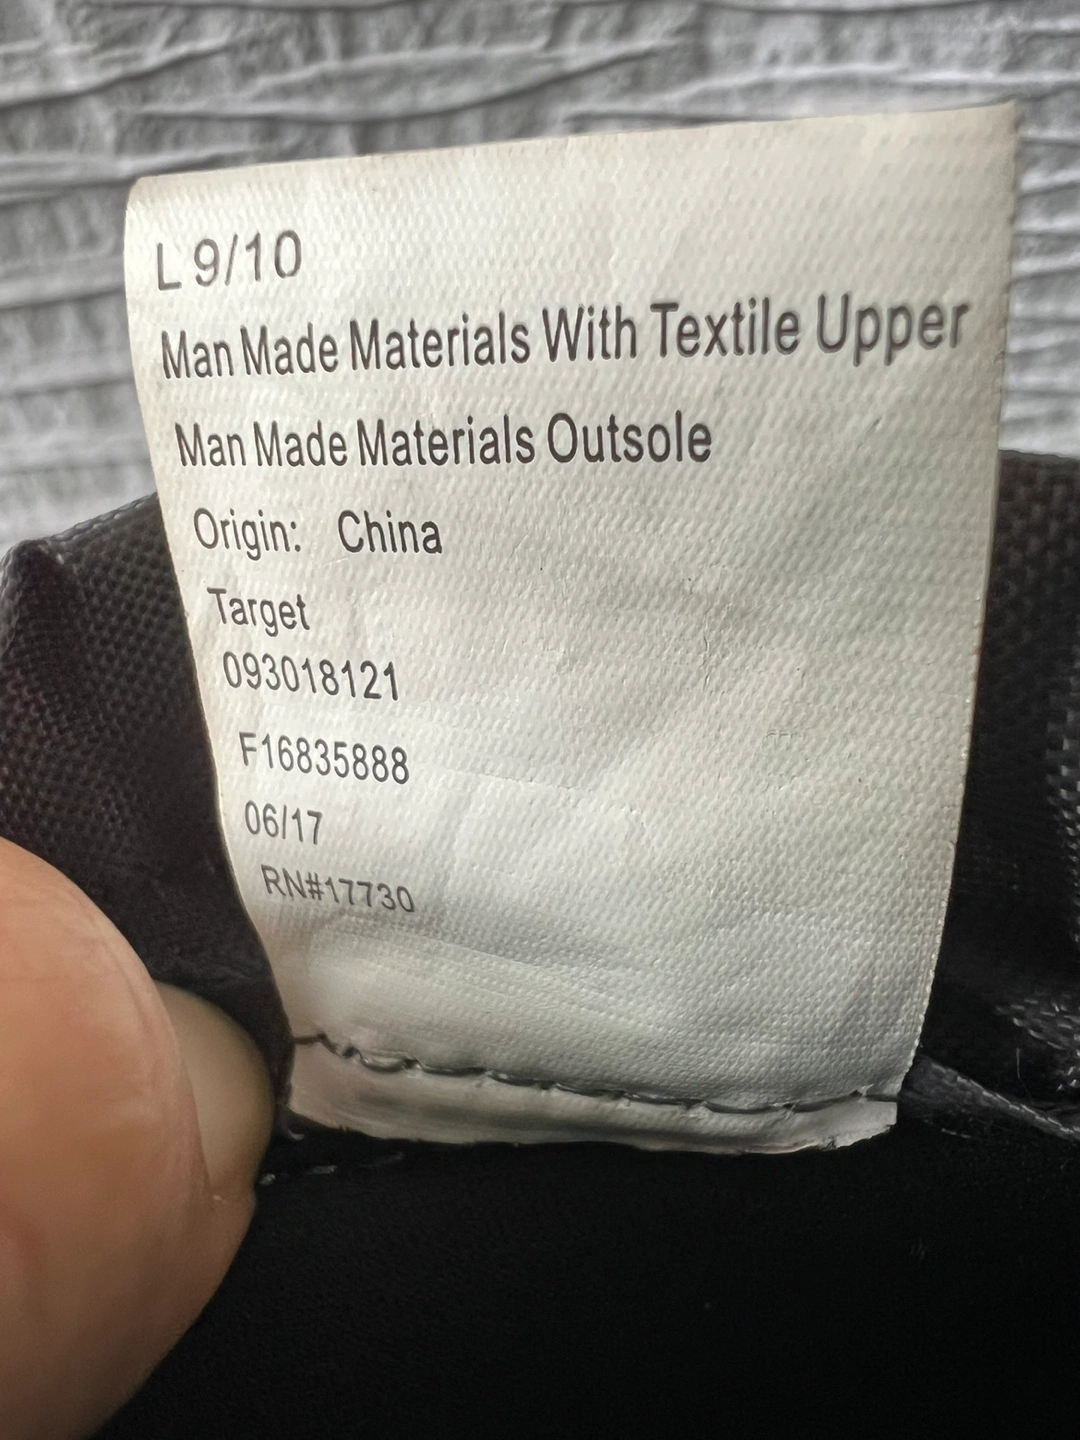 L 9/10
Man Made Materials With Textile Upper
Man Made Materials Outsole
Origin: China
Target
093018121
F16835888
06/17
RN#17730